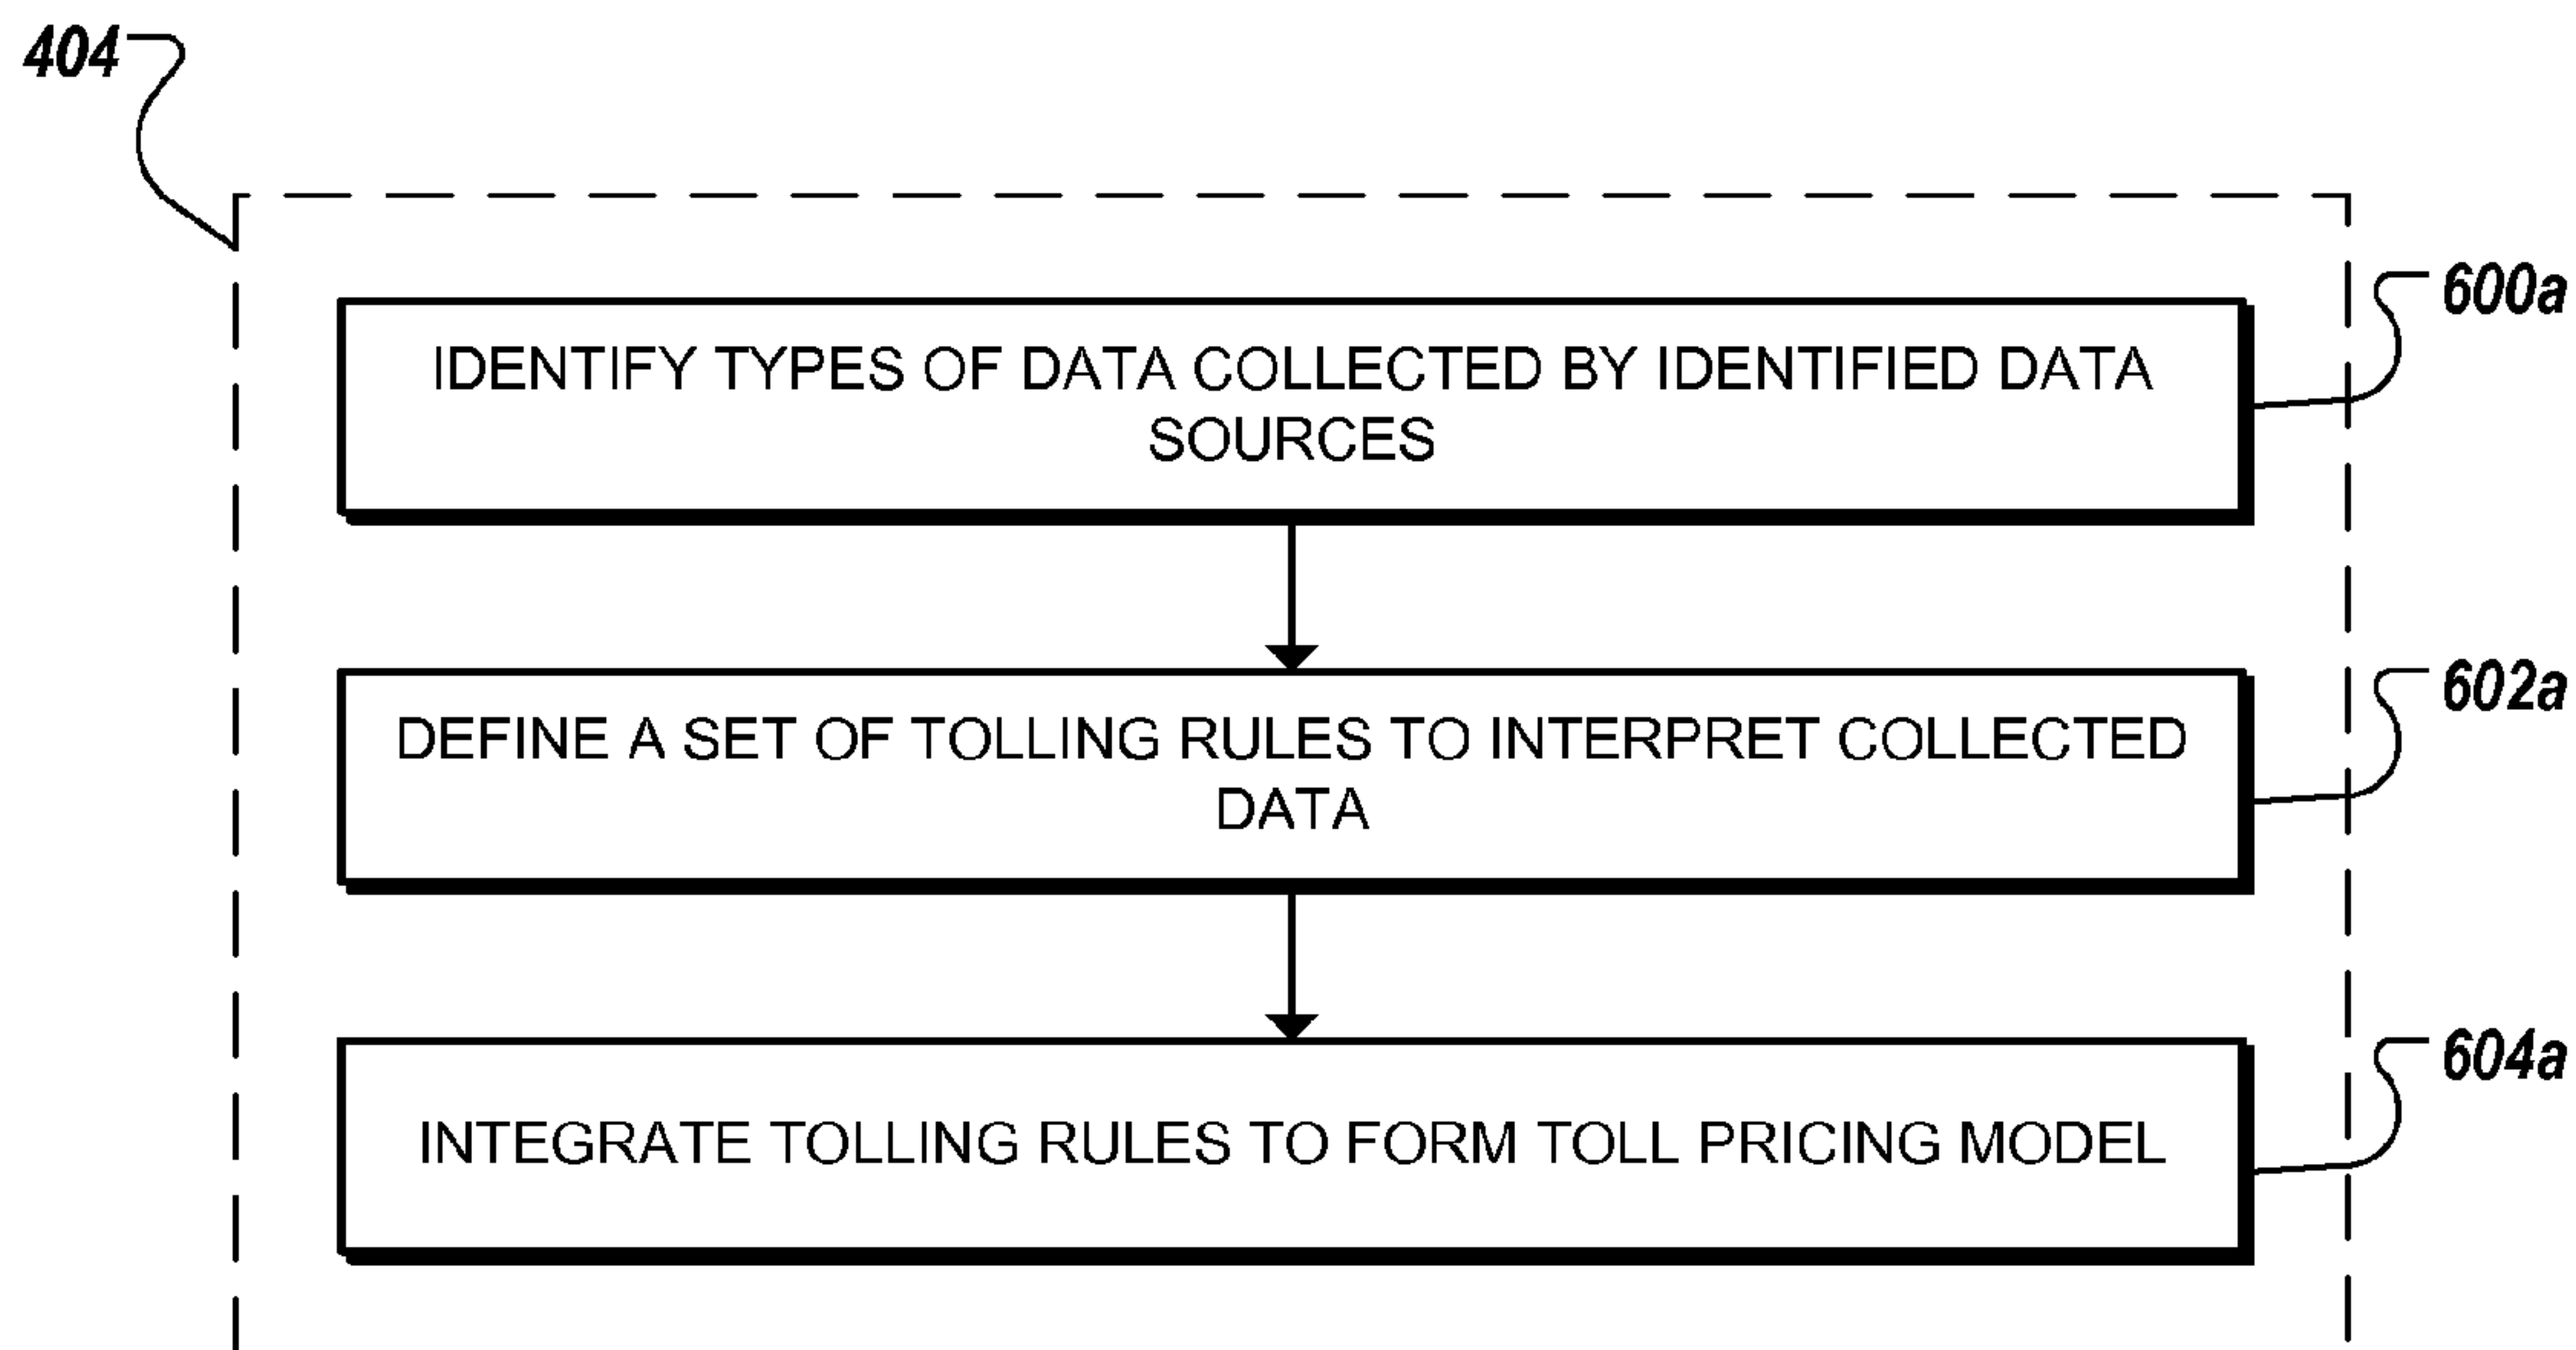 404
600a
IDENTIFY TYPES OF DATA COLLECTED BY IDENTIFIED DATA
SOURCES
602a
DEFINE A SET OF TOLLING RULES TO INTERPRET COLLECTED
DATA
604a
INTEGRATE TOLLING RULES TO FORM TOLL PRICING MODEL